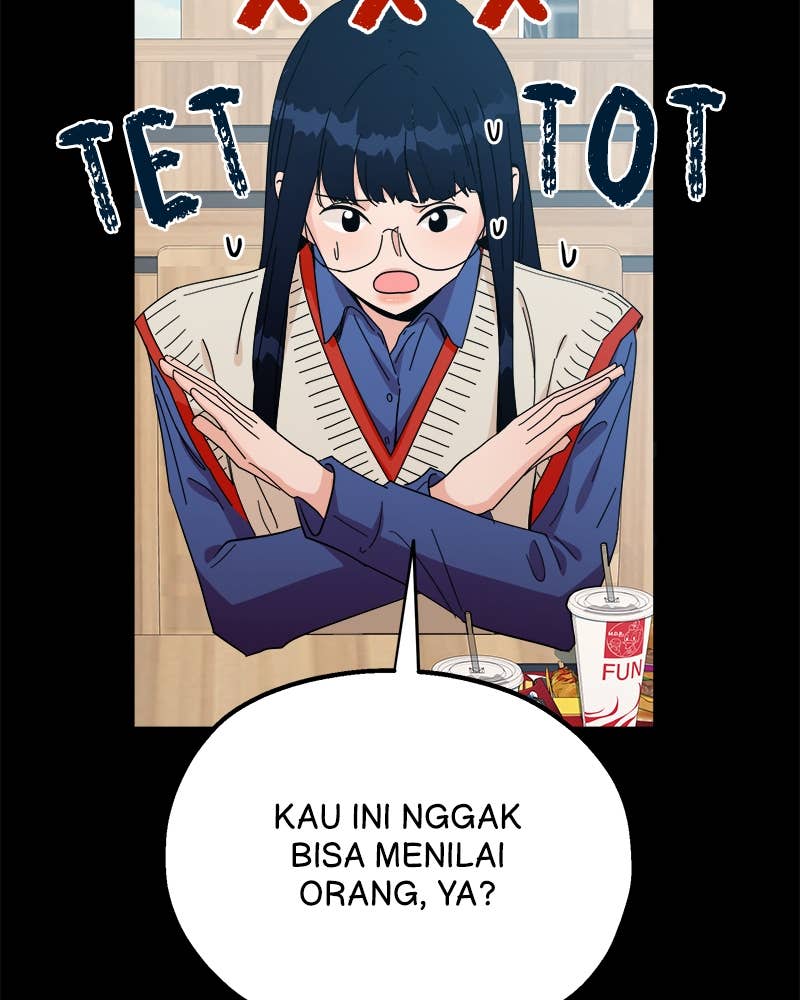 X X X
TET TOT
M.D.R
FUN
KAU INI NGGAK
BISA MENILAI
ORANG, YA?